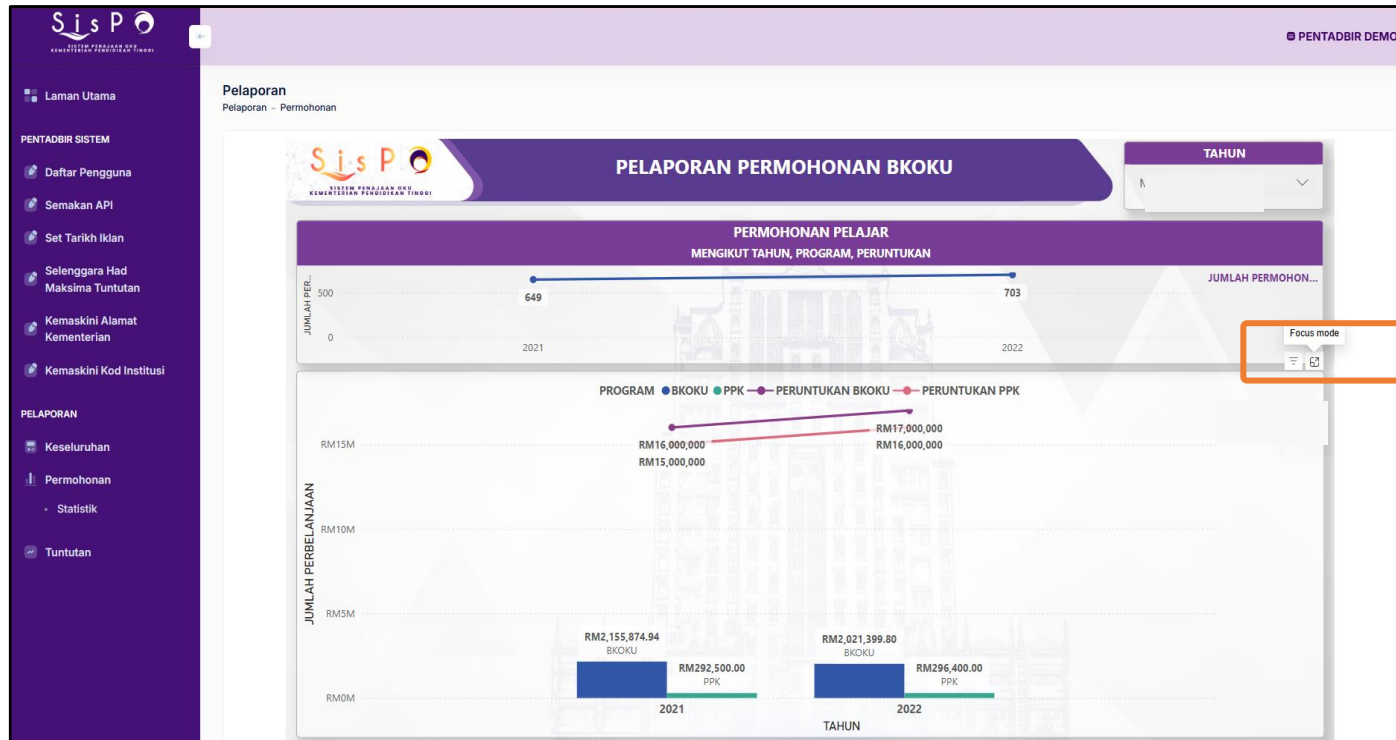 SisPO
SISTEM PENAJAAN OKU
KEMENTERIAN PENDIDIKAN TINGGI
PENTADBIR DEMO
Laman Utama
PENTADBIR SISTEM
Daftar Pengguna
Semakan API
Set Tarikh Iklan
Selenggara Had
Maksima Tuntutan
Kemaskini Alamat
Kementerian
Kemaskini Kod Institusi
PELAPORAN
Keseluruhan
Permohonan
Statistik
Tuntutan
Pelaporan
Pelaporan - Permohonan
SisPO
SISTEM PENAJAAN OKU
KEMENTERIAN PENDIDIKAN TINGGI
PELAPORAN PERMOHONAN BKOKU
TAHUN
PERMOHONAN PELAJAR
MENGIKUT TAHUN, PROGRAM, PERUNTUKAN
JUMLAH PER...
500
0
649
703
2021
2022
JUMLAH PERMOHON...
Focus mode
PROGRAM BKOKU PPK PERUNTUKAN BKOKU PERUNTUKAN PPK
JUMLAH PERBELANJAAN
RM15M
RM10M
RM5M
RM0M
RM16,000,000
RM15,000,000
RM17,000,000
RM16,000,000
RM2,155,874.94
BKOKU
RM292,500.00
PPK
RM2,021,399.80
BKOKU
RM296,400.00
PPK
2021
2022
TAHUN